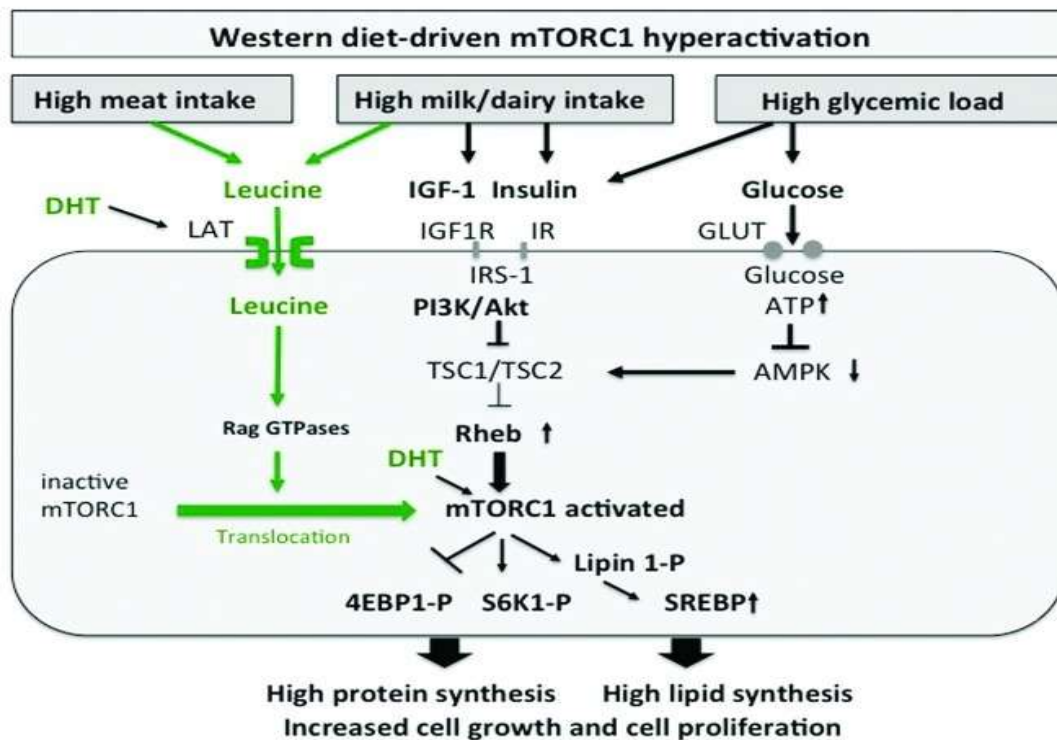 Western diet-driven mTORC1 hyperactivation
High meat intake
High milk/dairy intake
High glycemic load
Leucine
IGF-1 Insulin
Glucose
DHT
LAT
IGF1R
IR
GLUT
IRS-1
Glucose
Leucine
PI3K/Akt
ATP↑
TSC1/TSC2
AMPK ↓
Rag GTPases
Rheb ↑
DHT
inactive
mTORC1
mTORC1 activated
Translocation
Lipin 1-P
4EBP1-P
S6K1-P
SREBP↑
High protein synthesis
High lipid synthesis
Increased cell growth and cell proliferation